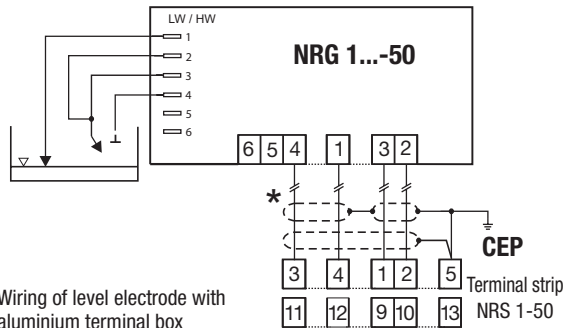 LW / HW
1
2
3
4
5
6
NRG 1...-50
6 5 4 1 3 2
*
CEP
3 4 1 2 5 Terminal strip
11 12 9 10 13 NRS 1-50
Wiring of level electrode with
aluminium terminal box